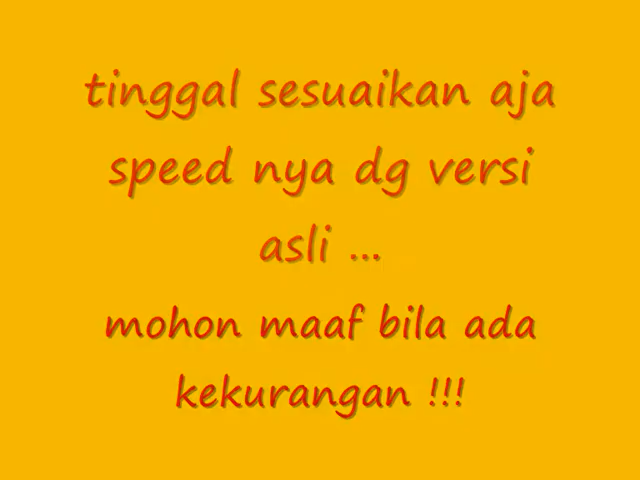 tinggal sesuaikan aja
speed nya dg versi
asli ...
mohon maaf bila ada
kekurangan !!!